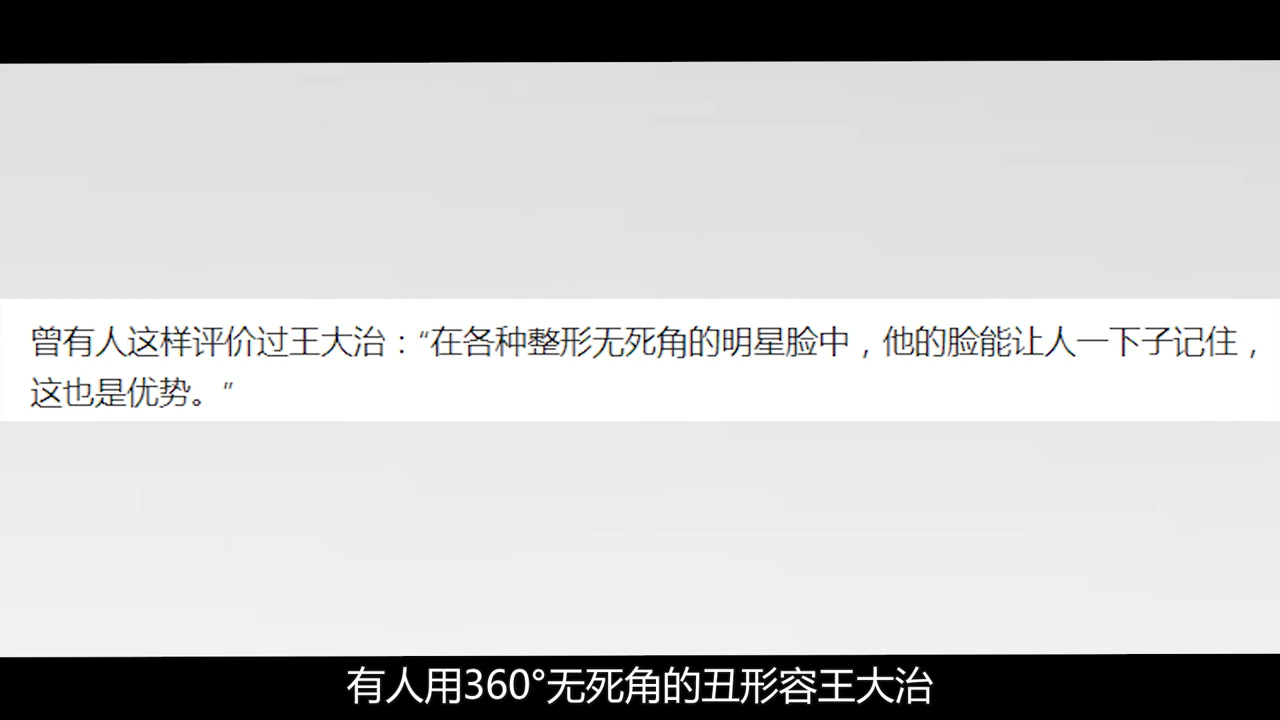 曾有人这样评价过王大治：“在各种整形无死角的明星脸中，他的脸能让人一下子记住，
这也是优势。”
有人用360°无死角的丑形容王大治